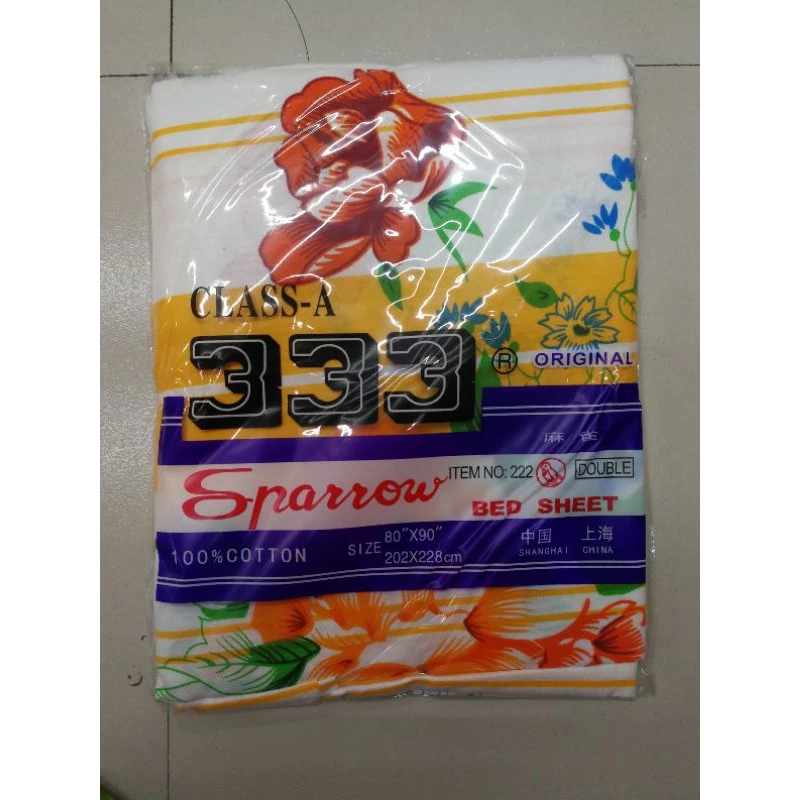 CLASS-A
333® ORIGINAL
麻雀
Sparrow ITEM NO: 222 DOUBLE
BED SHEET
100%COTTON SIZE 80"X90" 202X228cm
中国 上海
SHANGHAI CHINA